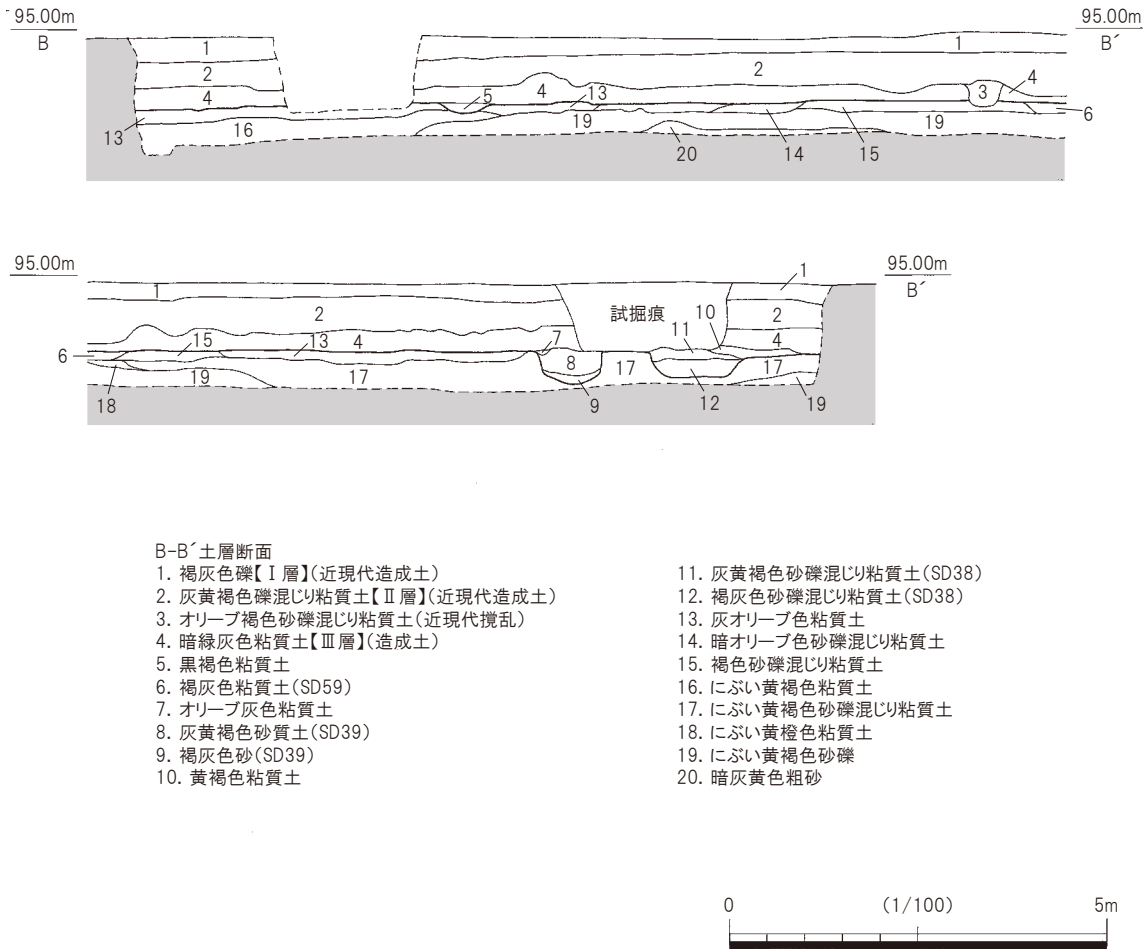 95.00m
B
95.00m
B´
1
1
2
2
4
4
5
13
3
4
6
13
16
19
19
20
14
15
95.00m
95.00m
B´
1
1
2
試掘痕
10
2
11
7
4
6
15
13
4
8
17
17
18
19
17
9
12
19
B-B´土層断面
1. 褐灰色礫【Ⅰ層】(近現代造成土)
2. 灰黄褐色礫混じり粘質土【Ⅱ層】(近現代造成土)
3. オリーブ褐色砂礫混じり粘質土(近現代撹乱)
4. 暗緑灰色粘質土【Ⅲ層】(造成土)
5. 黒褐色粘質土
6. 褐灰色粘質土(SD59)
7. オリーブ灰色粘質土
8. 灰黄褐色砂質土(SD39)
9. 褐灰色砂(SD39)
10. 黄褐色粘質土
11. 灰黄褐色砂礫混じり粘質土(SD38)
12. 褐灰色砂礫混じり粘質土(SD38)
13. 灰オリーブ色粘質土
14. 暗オリーブ色砂礫混じり粘質土
15. 褐色砂礫混じり粘質土
16. にぶい黄褐色粘質土
17. にぶい黄褐色砂礫混じり粘質土
18. にぶい黄橙色粘質土
19. にぶい黄褐色砂礫
20. 暗灰黄色粗砂
0 (1/100) 5m